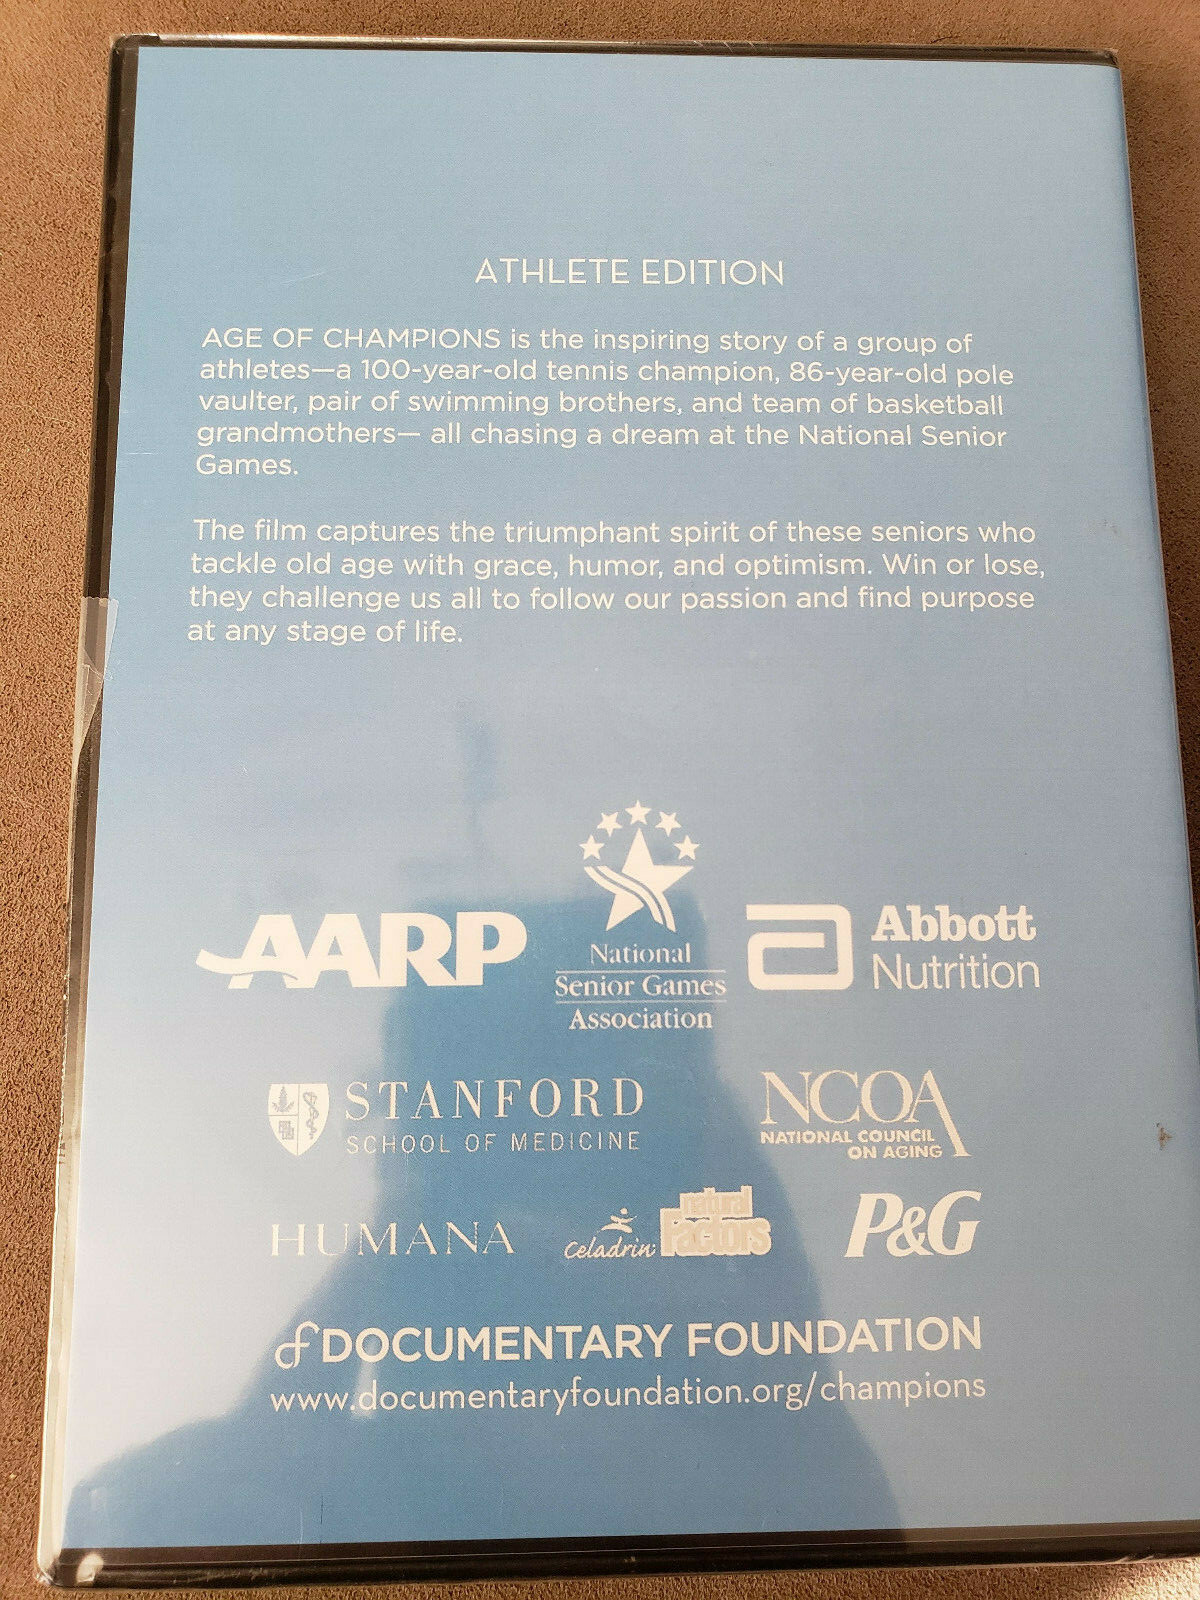 ATHLETE EDITION
AGE OF CHAMPIONS is the inspiring story of a group of
athletes—a 100-year-old tennis champion, 86-year-old pole
vaulter, pair of swimming brothers, and team of basketball
grandmothers— all chasing a dream at the National Senior
Games.
The film captures the triumphant spirit of these seniors who
tackle old age with grace, humor, and optimism. Win or lose,
they challenge us all to follow our passion and find purpose
at any stage of life.
AARP
National
Senior Games
Association
Abbott
Nutrition
STANFORD
SCHOOL OF MEDICINE
NCOA
NATIONAL COUNCIL
ON AGING
HUMANA
Celadrin
natural
Factors
P&G
df DOCUMENTARY FOUNDATION
www.documentaryfoundation.org/champions